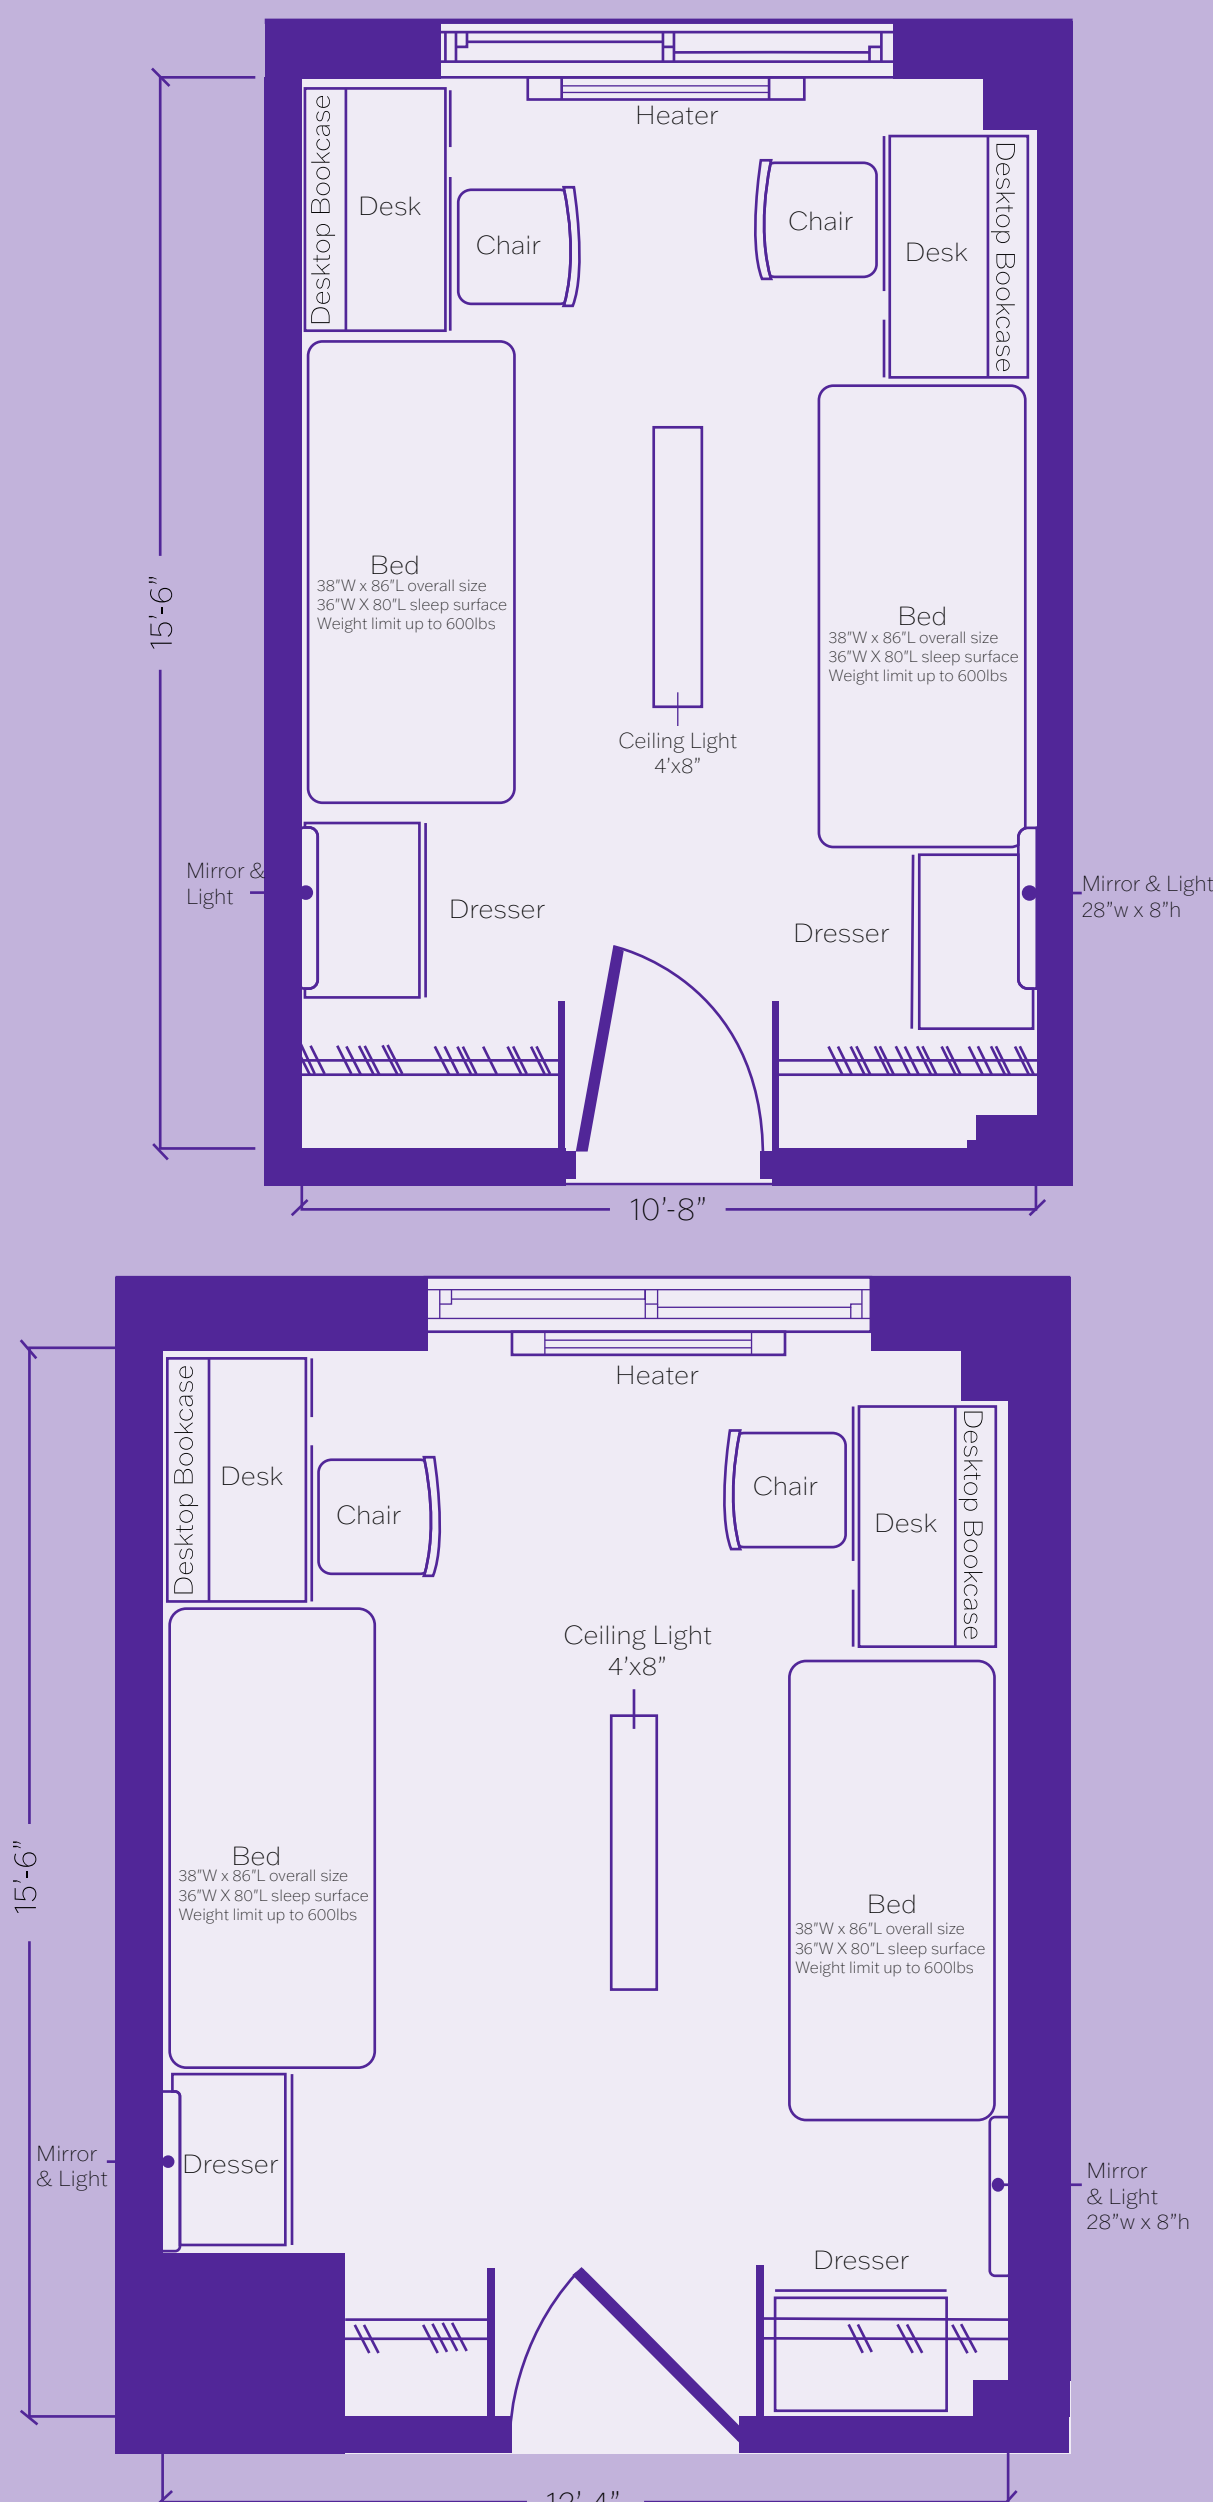 Heater
Desktop Bookcase
Desk
Chair
Chair
Desk
Desktop Bookcase
Bed
38"W x 86"L overall size
36"W X 80"L sleep surface
Weight limit up to 600lbs
15’-6”
Bed
38"W x 86"L overall size
36"W X 80"L sleep surface
Weight limit up to 600lbs
Ceiling Light
4’x8”
Mirror &
Light
Dresser
Dresser
Mirror & Light
28”w x 8”h
10’-8”
Heater
Desktop Bookcase
Desk
Chair
Chair
Desk
Desktop Bookcase
Ceiling Light
4’x8”
15’-6”
Bed
38"W x 86"L overall size
36"W X 80"L sleep surface
Weight limit up to 600lbs
Bed
38"W x 86"L overall size
36"W X 80"L sleep surface
Weight limit up to 600lbs
Mirror
& Light
Dresser
Mirror
& Light
28”w x 8”h
Dresser
12’-4”